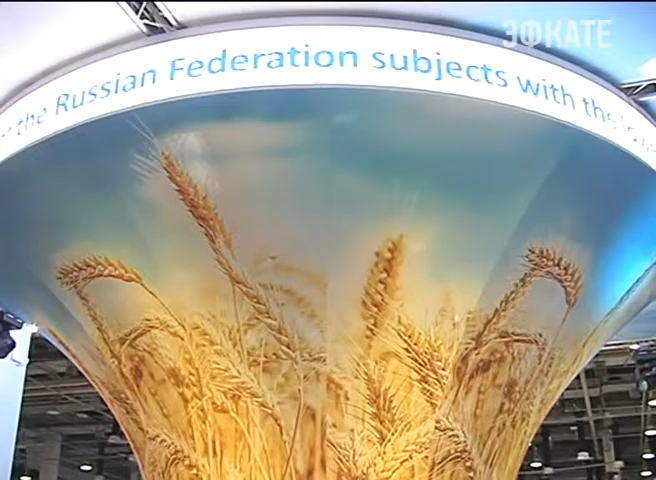 ЭФКАТЕ
the Russian Federation subjects with the